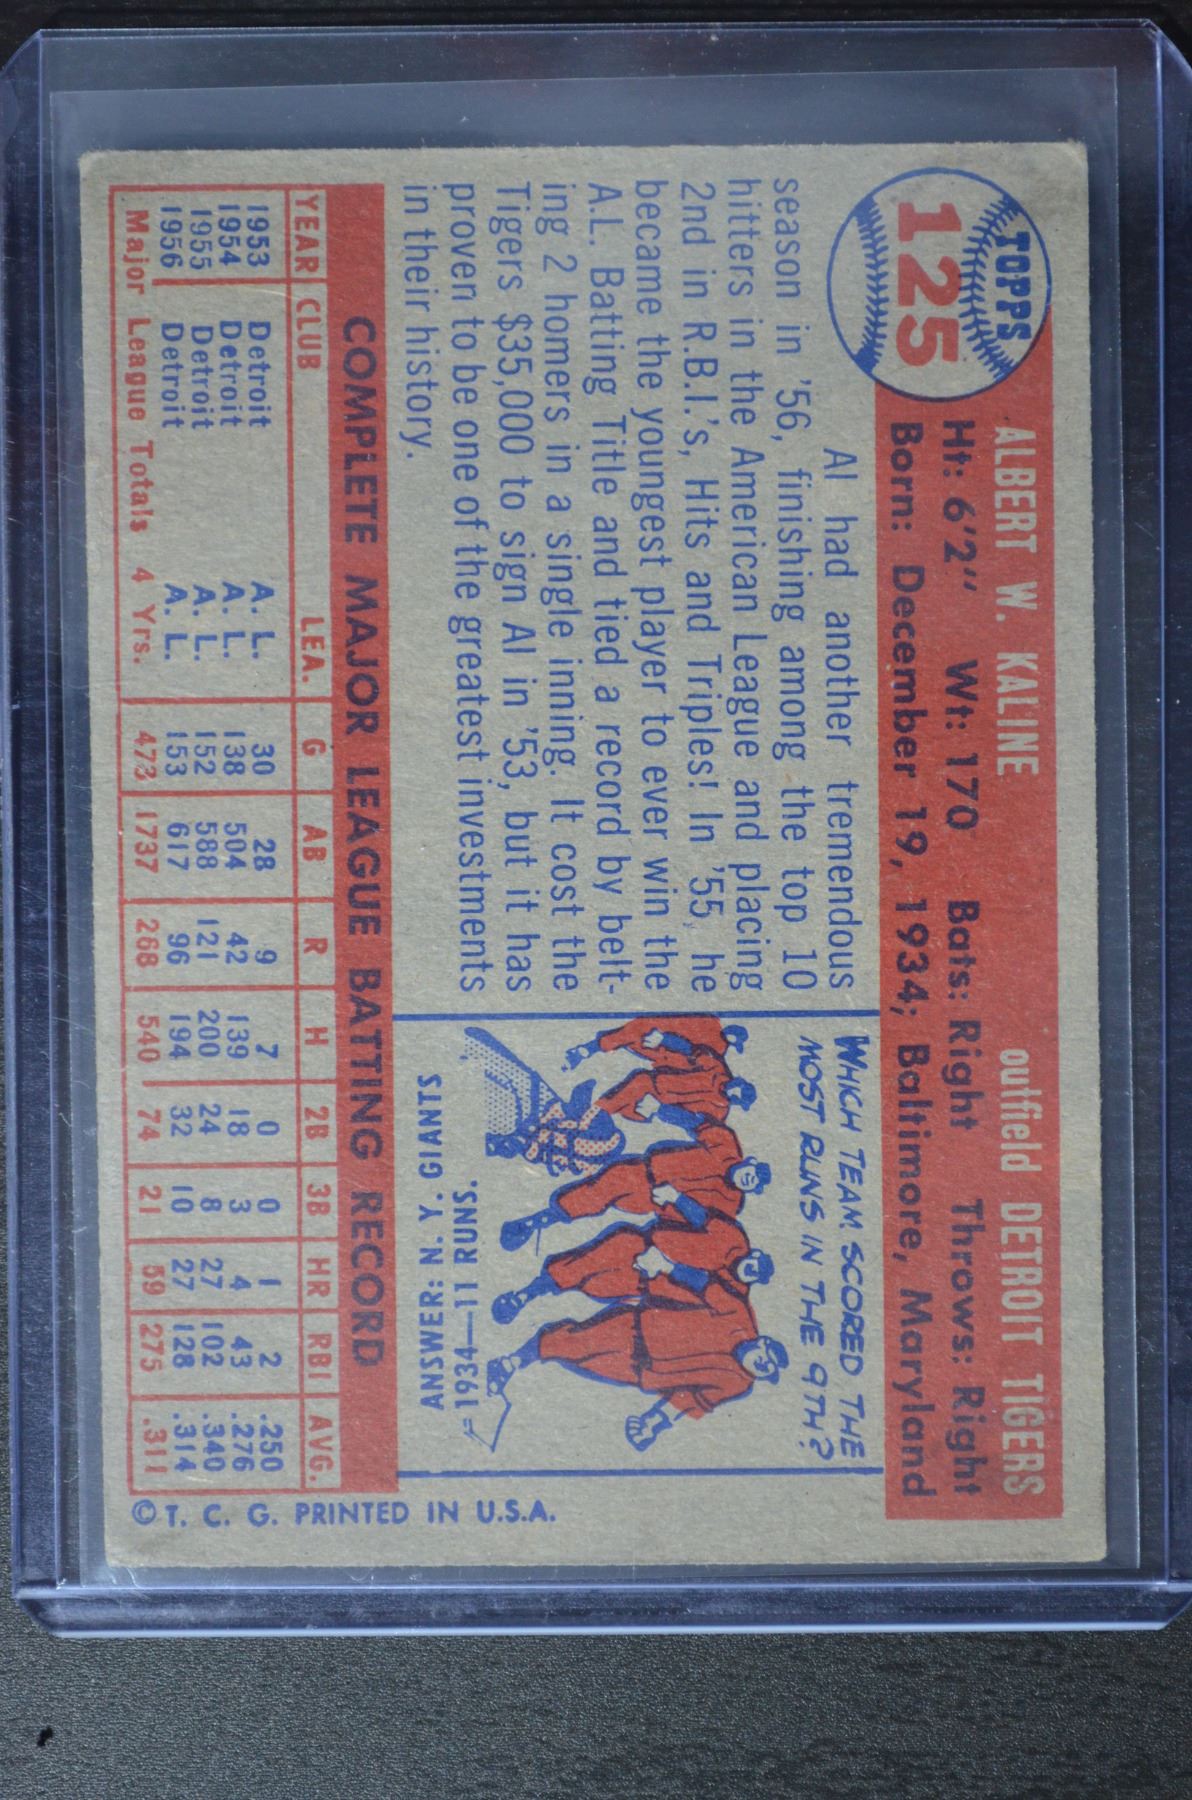 TOPPS
125
ALBERT W. KALINE outfield DETROIT TIGERS
Ht: 6'2" Wt: 170 Bats: Right Throws: Right
Born: December 19, 1934; Baltimore, Maryland
Al had another tremendous
season in '56, finishing among the top 10
hitters in the American League and placing
2nd in R.B.I.'s, Hits and Triples! In '55, he
became the youngest player to ever win the
A.L. Batting Title and tied a record by belt-
ing 2 homers in a single inning. It cost the
Tigers $35,000 to sign Al in '53, but it has
proven to be one of the greatest investments
in their history.
WHICH TEAM SCORED THE
MOST RUNS IN THE 9TH?
ANSWER: N. Y. GIANTS
—1934—11 RUNS.
COMPLETE MAJOR LEAGUE BATTING RECORD
YEAR CLUB LEA. G AB R H 2B 3B HR RBI AVG.
1953 Detroit A. L. 30 28 9 7 0 0 1 2 .250
1954 Detroit A. L. 138 504 42 139 18 3 4 43 .276
1955 Detroit A. L. 152 588 121 200 24 8 27 102 .340
1956 Detroit A. L. 153 617 96 194 32 10 27 128 .314
Major League Totals 4 Yrs. 473 1737 268 540 74 21 59 275 .311
© T. C. G. PRINTED IN U.S.A.